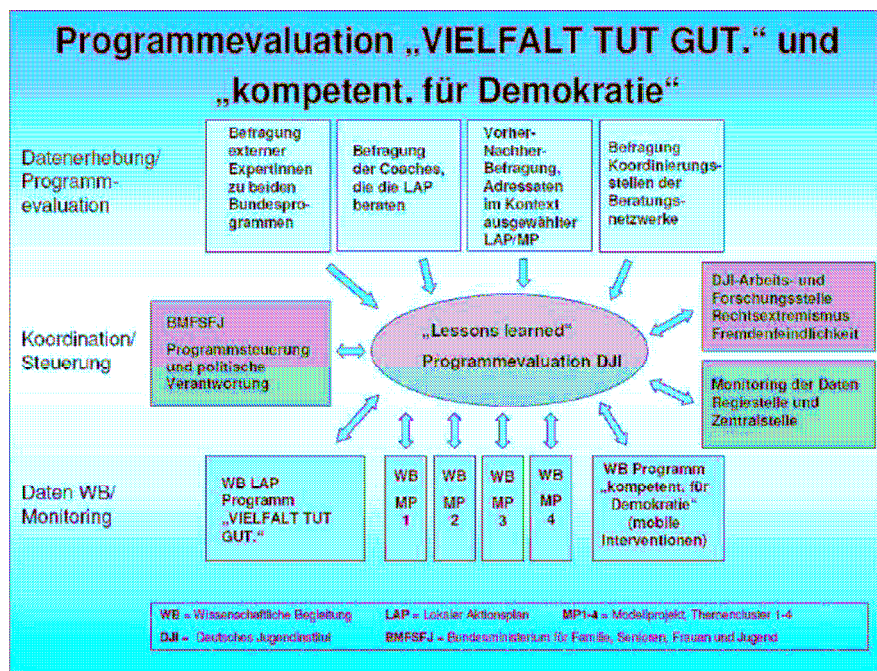 Programmevaluation „VIELFALT TUT GUT.“ und
„kompetent. für Demokratie“
Datenerhebung/
Programm-
evaluation
Befragung
externer
ExpertInnen
zu beiden
Bundespro-
grammen
Befragung
der Coaches,
die die LAP
beraten
Vorher-
Nachher-
Befragung,
Adressaten
im Kontext
ausgewählter
LAP/MP
Befragung
Koordinierungs-
stellen der
Beratungs-
netzwerke
Koordination/
Steuerung
BMFSFJ
Programmsteuerung
und politische
Verantwortung
„Lessons learned“
Programmevaluation DJI
DJI-Arbeits- und
Forschungsstelle
Rechtsextremismus
Fremdenfeindlichkeit
Monitoring der Daten
Regiestelle und
Zentralstelle
Daten WB/
Monitoring
WB LAP
Programm
„VIELFALT TUT
GUT.“
WB
MP
1
WB
MP
2
WB
MP
3
WB
MP
4
WB Programm
„kompetent. für
Demokratie“
(mobile
Interventionen)
WB = Wissenschaftliche Begleitung LAP = Lokaler Aktionsplan MP1-4 = Modellprojekt, Themencluster 1-4
DJI = Deutsches Jugendinstitut BMFSFJ = Bundesministerium für Familie, Senioren, Frauen und Jugend